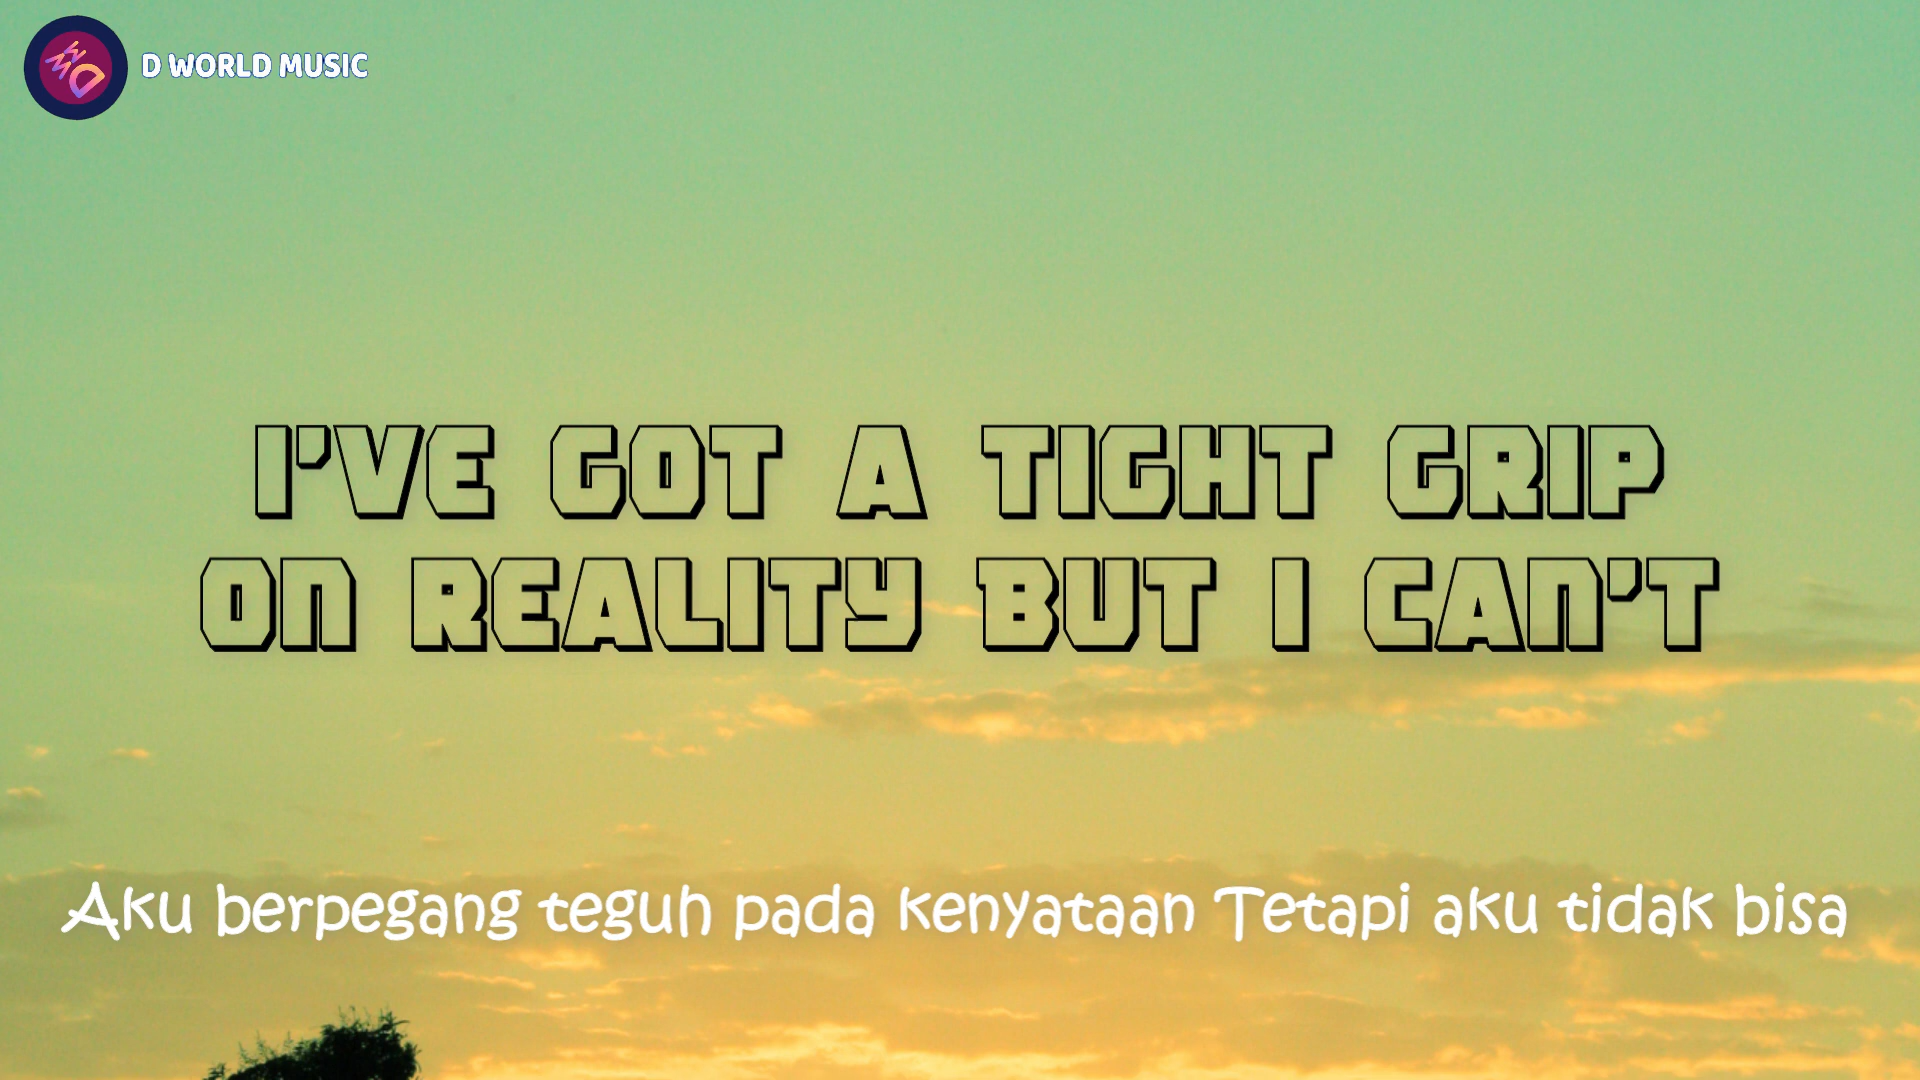 D WORLD MUSIC
I'VE GOT A TIGHT GRIP
ON REALITY BUT I CAN'T
Aku berpegang teguh pada kenyataan Tetapi aku tidak bisa